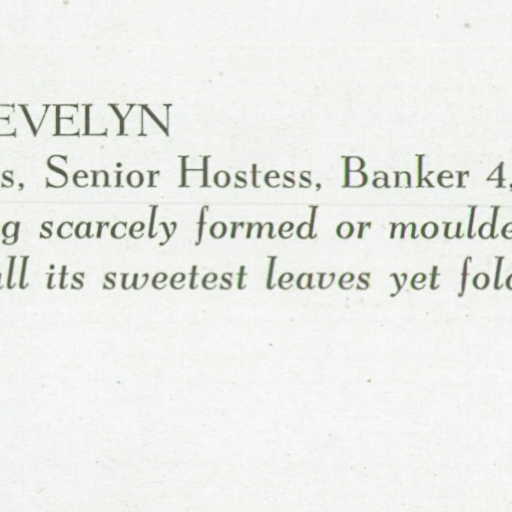 EVELYN
s, Senior Hostess, Banker 4,
g scarcely formed or moulde
ll its sweetest leaves yet fol